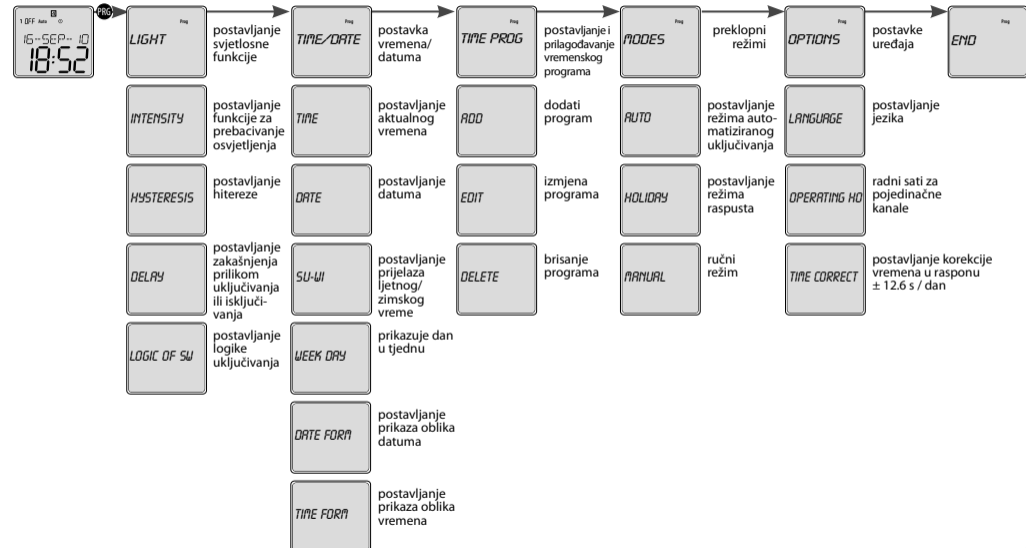 1 OFF Auto
16-SEP-10
18:52
PRG
Prog
LIGHT
postavljanje
svjetlosne
funkcije
Prog
TIME/DATE
postavka
vremena/
datuma
Prog
TIME PROG
postavljanje i
prilagođavanje
vremenskog
programa
Prog
MODES
preklopni
režimi
Prog
OPTIONS
postavke
uređaja
Prog
END
INTENSITY
postavljanje
funkcije za
prebacivanje
osvjetljenja
TIME
postavljanje
aktualnog
vremena
ADD
dodati
program
AUTO
postavljanje
režima auto-
matiziranog
uključivanja
LANGUAGE
postavljanje
jezika
HYSTERESIS
postavljanje
hitereze
DATE
postavljanje
datuma
EDIT
izmjena
programa
HOLIDAY
postavljanje
režima
raspusta
OPERATING HO
radni sati za
pojedinačne
kanale
DELAY
postavljanje
zakašnjenja
prilikom
uključivanja
ili isključi-
vanja
SU-WI
postavljanje
prijelaza
ljetnog/
zimskog
vreme
DELETE
brisanje
programa
MANUAL
ručni
režim
TIME CORRECT
postavljanje korekcije
vremena u rasponu
± 12.6 s / dan
LOGIC OF SW
postavljanje
logike
uključivanja
WEEK DAY
prikazuje dan
u tjednu
DATE FORM
postavljanje
prikaza oblika
datuma
TIME FORM
postavljanje
prikaza oblika
vremena